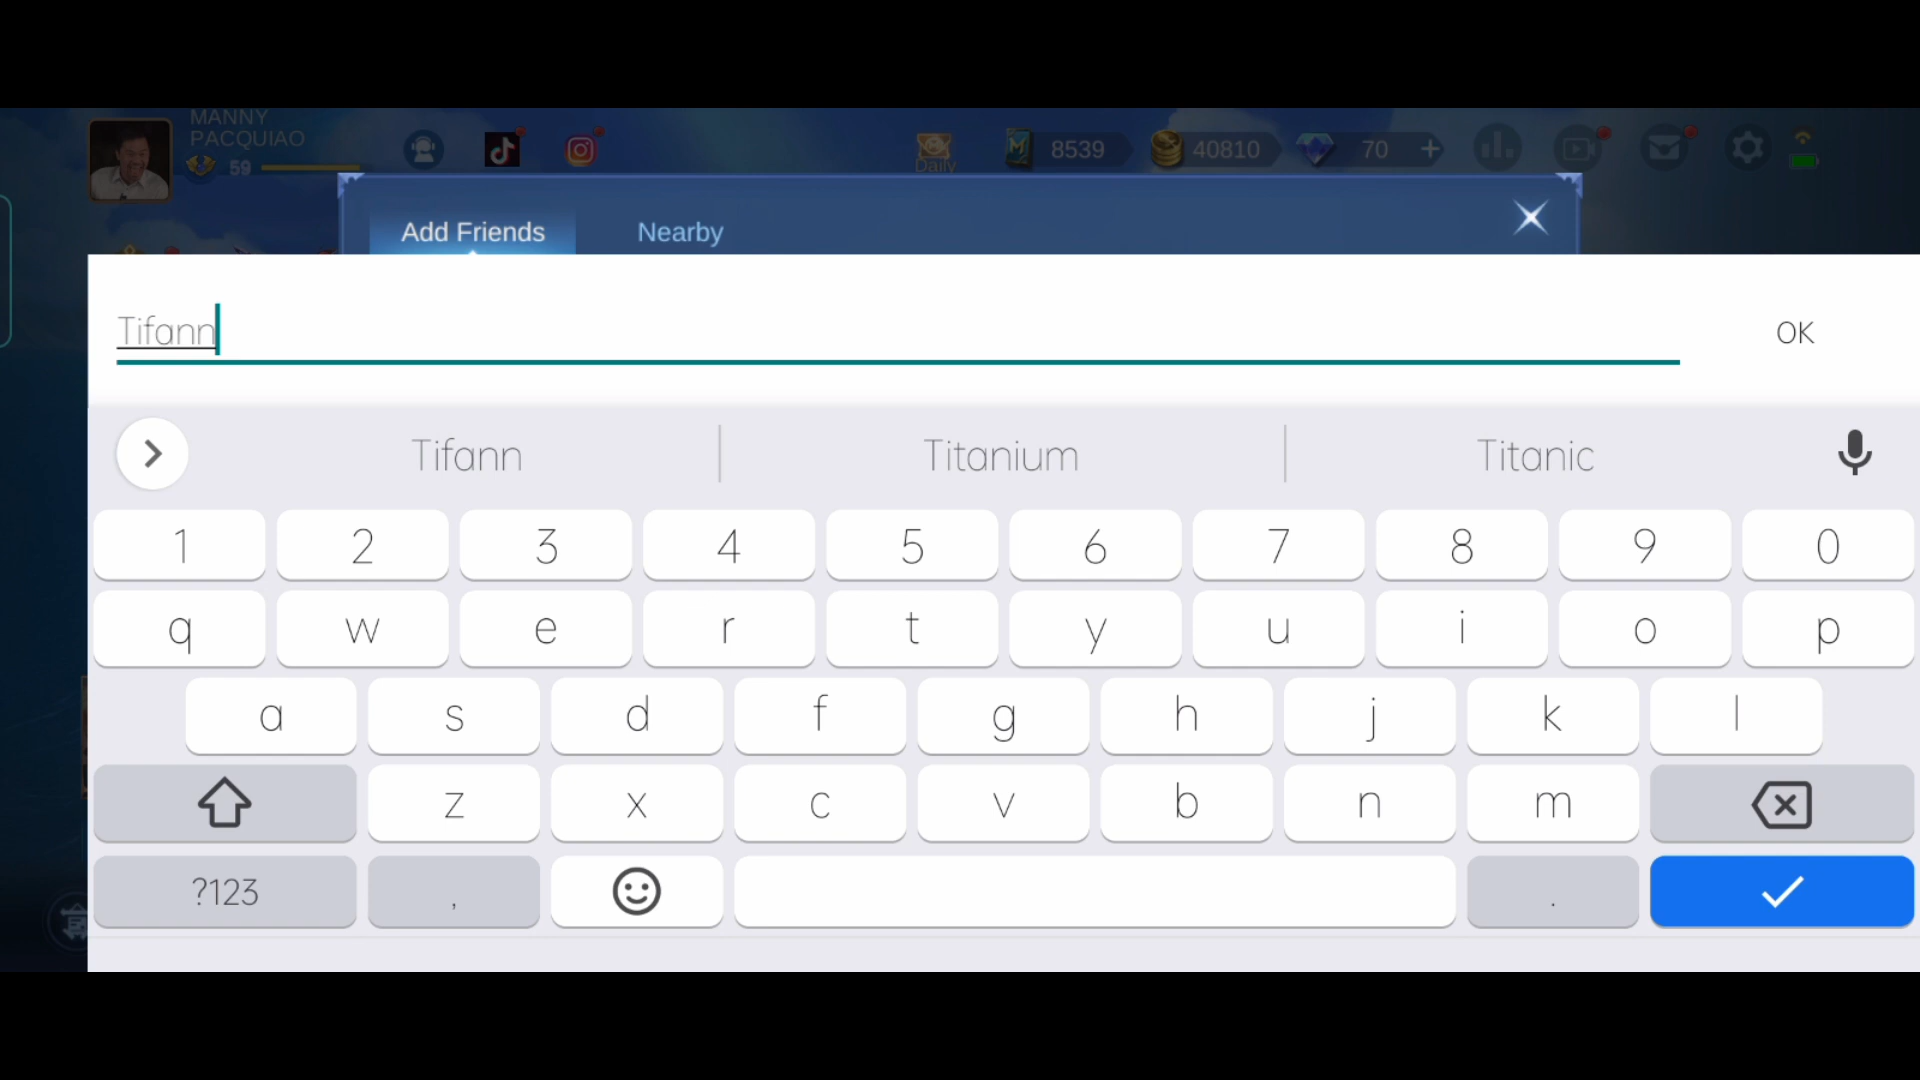 MANNY
PACQUIAO
59
Daily
8539
40810
70
Add Friends
Nearby
Tifann
OK
Tifann
Titanium
Titanic
1 2 3 4 5 6 7 8 9 0
q w e r t y u i o p
a s d f g h j k l
z x c v b n m
?123 , .